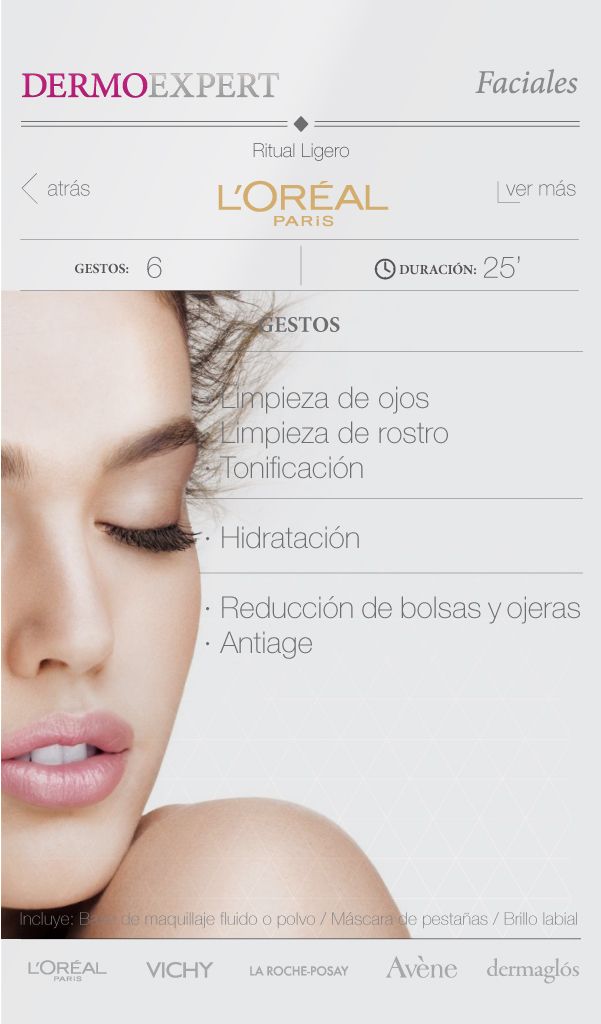 DERMOEXPERT
Faciales
Ritual Ligero
atrás
L'ORÉAL
PARIS
ver más
GESTOS: 6
DURACIÓN: 25'
GESTOS
Limpieza de ojos
· Limpieza de rostro
· Tonificación
· Hidratación
· Reducción de bolsas y ojeras
· Antiage
Incluye: Base de maquillaje fluido o polvo / Máscara de pestañas / Brillo labial
L'ORÉAL
PARIS
VICHY
LA ROCHE-POSAY
Avène
dermaglós